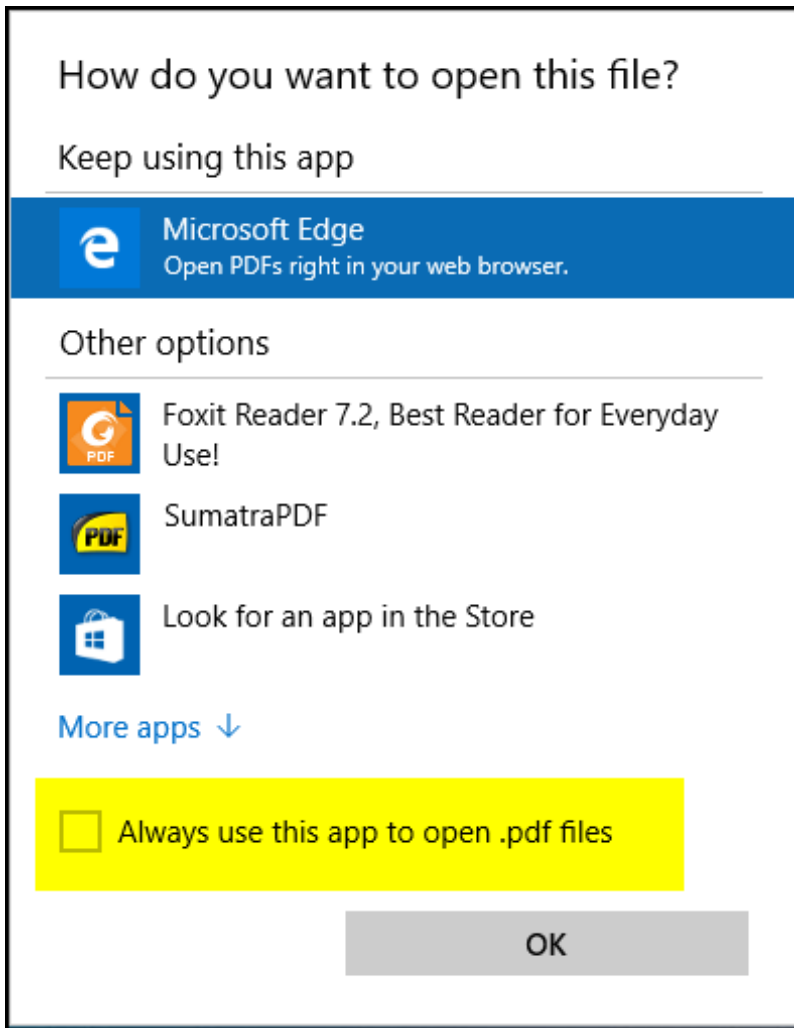 How do you want to open this file?
Keep using this app
Microsoft Edge
Open PDFs right in your web browser.
Other options
Foxit Reader 7.2, Best Reader for Everyday
Use!
PDF
SumatraPDF
PDF
Look for an app in the Store
More apps ↓
Always use this app to open .pdf files
OK